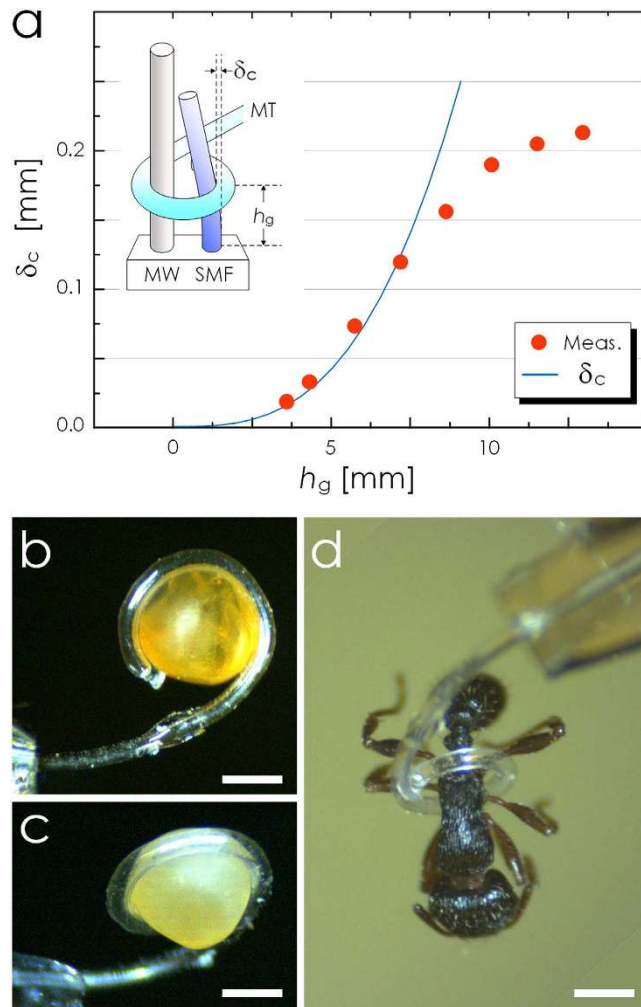 a
δc
MT
hg
MW SMF
δc [mm]
0.2
0.1
0.0
0
5
10
hg [mm]
Meas.
δc
b
c
d